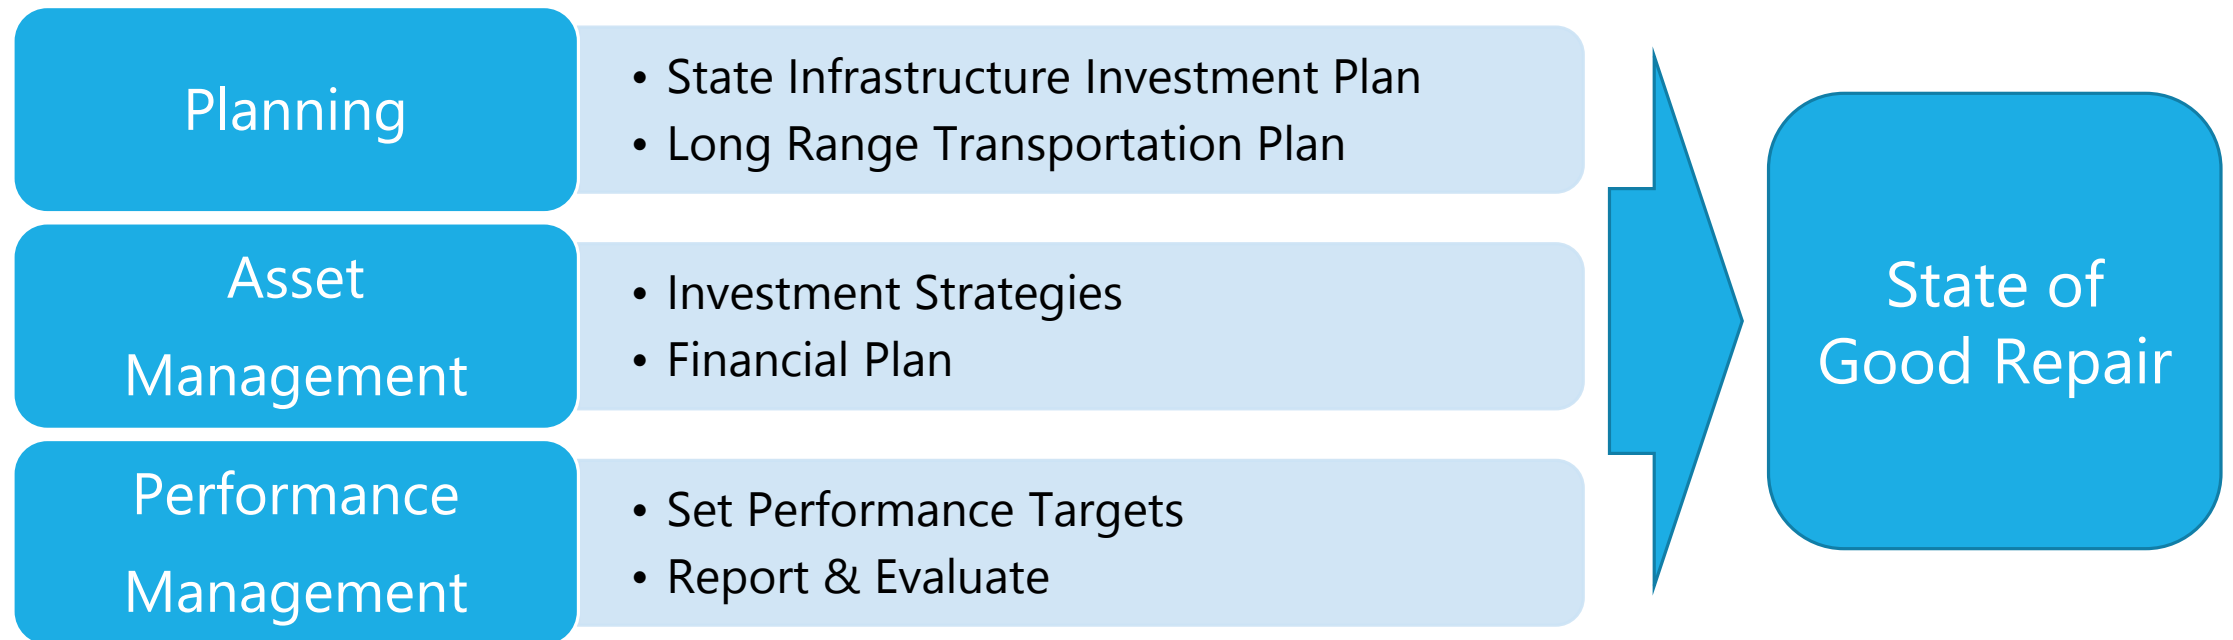 Planning
• State Infrastructure Investment Plan
• Long Range Transportation Plan
Asset
Management
• Investment Strategies
• Financial Plan
Performance
Management
• Set Performance Targets
• Report & Evaluate
State of
Good Repair